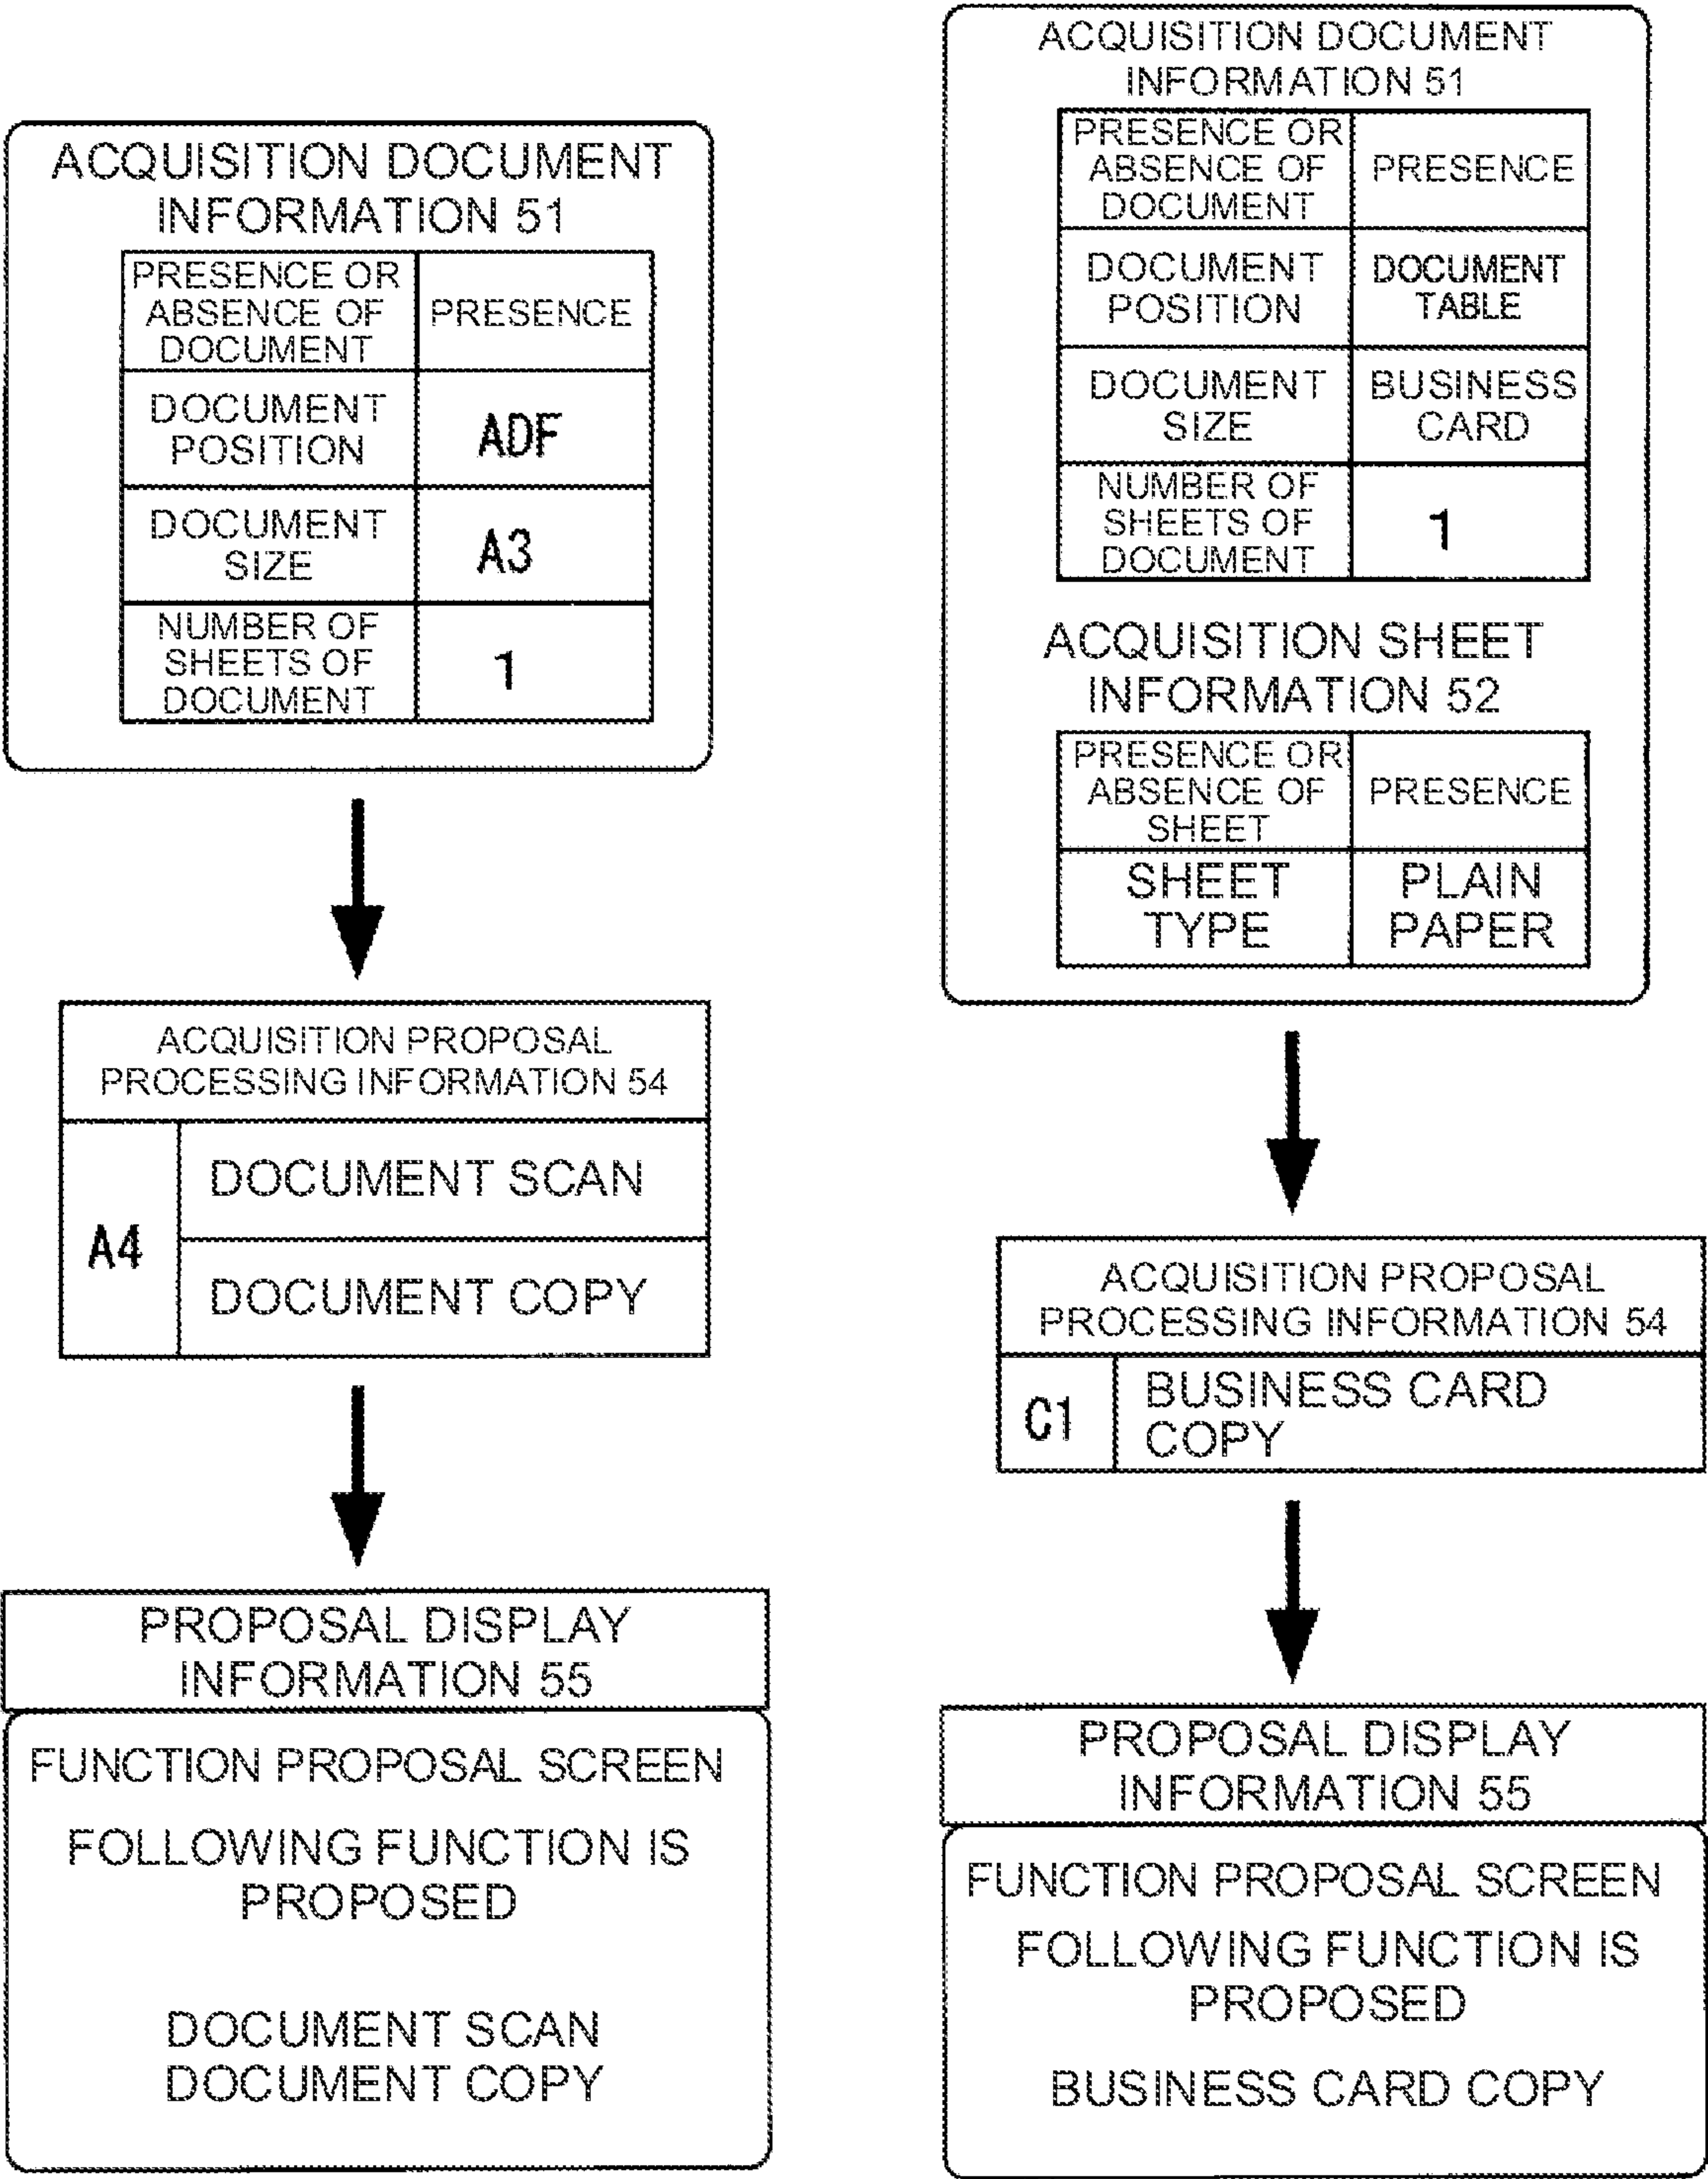 ACQUISITION DOCUMENT
INFORMATION 51
PRESENCE OR
ABSENCE OF
DOCUMENT
PRESENCE
DOCUMENT
POSITION
ADF
DOCUMENT
SIZE
A3
NUMBER OF
SHEETS OF
DOCUMENT
1
ACQUISITION PROPOSAL
PROCESSING INFORMATION 54
A4
DOCUMENT SCAN
DOCUMENT COPY
PROPOSAL DISPLAY
INFORMATION 55
FUNCTION PROPOSAL SCREEN
FOLLOWING FUNCTION IS
PROPOSED
DOCUMENT SCAN
DOCUMENT COPY
ACQUISITION DOCUMENT
INFORMATION 51
PRESENCE OR
ABSENCE OF
DOCUMENT
PRESENCE
DOCUMENT
POSITION
DOCUMENT
TABLE
DOCUMENT
SIZE
BUSINESS
CARD
NUMBER OF
SHEETS OF
DOCUMENT
1
ACQUISITION SHEET
INFORMATION 52
PRESENCE OR
ABSENCE OF
SHEET
PRESENCE
SHEET
TYPE
PLAIN
PAPER
ACQUISITION PROPOSAL
PROCESSING INFORMATION 54
C1
BUSINESS CARD
COPY
PROPOSAL DISPLAY
INFORMATION 55
FUNCTION PROPOSAL SCREEN
FOLLOWING FUNCTION IS
PROPOSED
BUSINESS CARD COPY